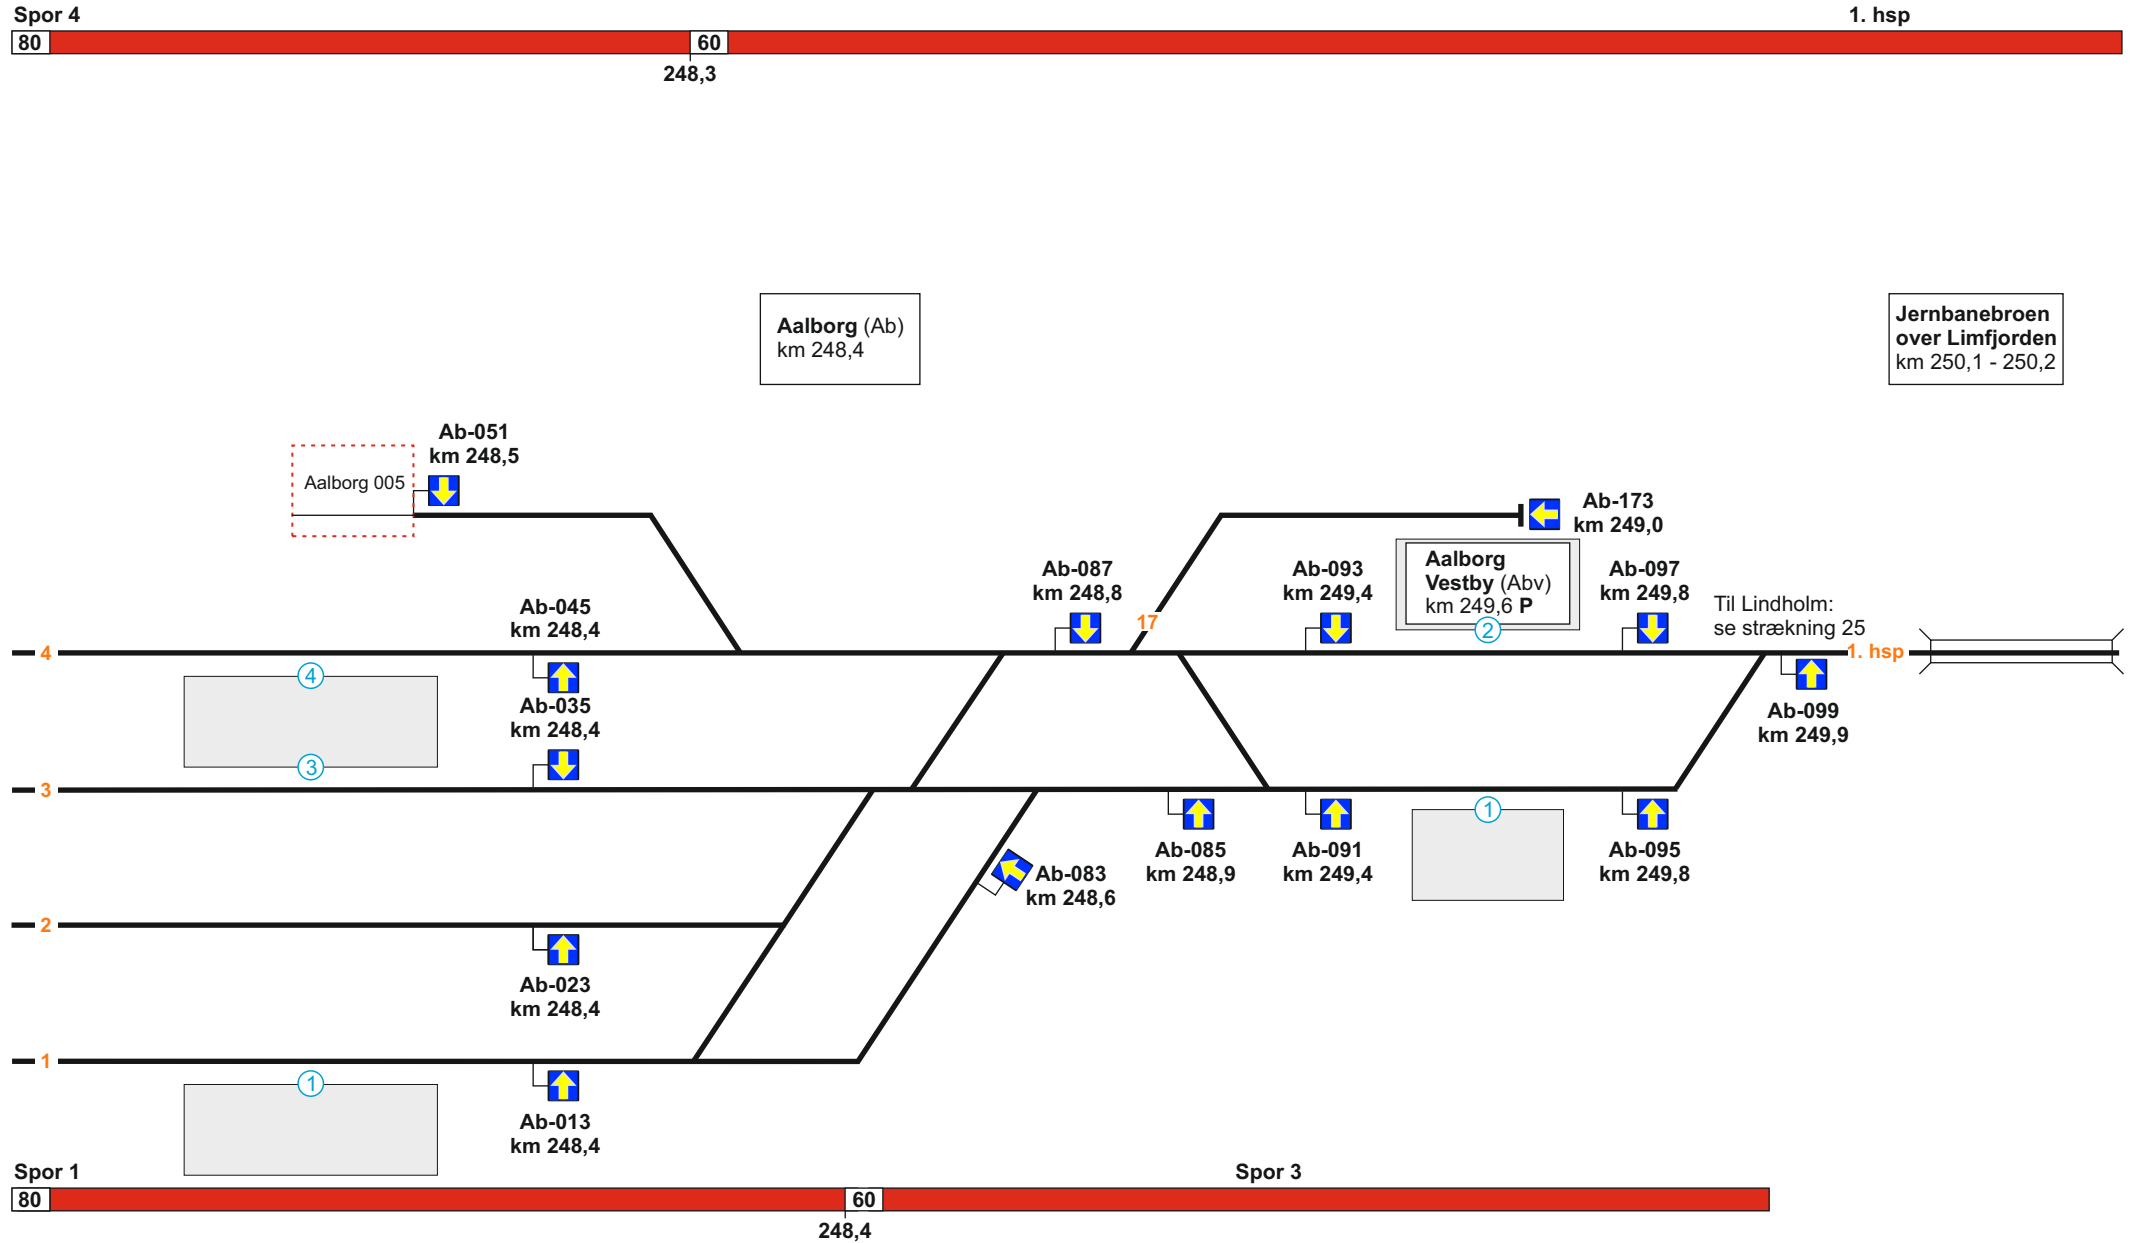 Spor 4
1. hsp
80
60
248,3
Aalborg (Ab)
km 248,4
Jernbanebroen
over Limfjorden
km 250,1 - 250,2
Ab-051
km 248,5
Aalborg 005
Ab-173
km 249,0
Ab-087
km 248,8
Ab-093
km 249,4
Aalborg
Vestby (Abv)
km 249,6 P
2
Ab-097
km 249,8
Til Lindholm:
se strækning 25
Ab-045
km 248,4
17
4
1. hsp
4
Ab-035
km 248,4
Ab-099
km 249,9
3
3
1
Ab-085
km 248,9
Ab-091
km 249,4
Ab-095
km 249,8
Ab-083
km 248,6
2
Ab-023
km 248,4
1
1
Ab-013
km 248,4
Spor 1
Spor 3
80
60
248,4